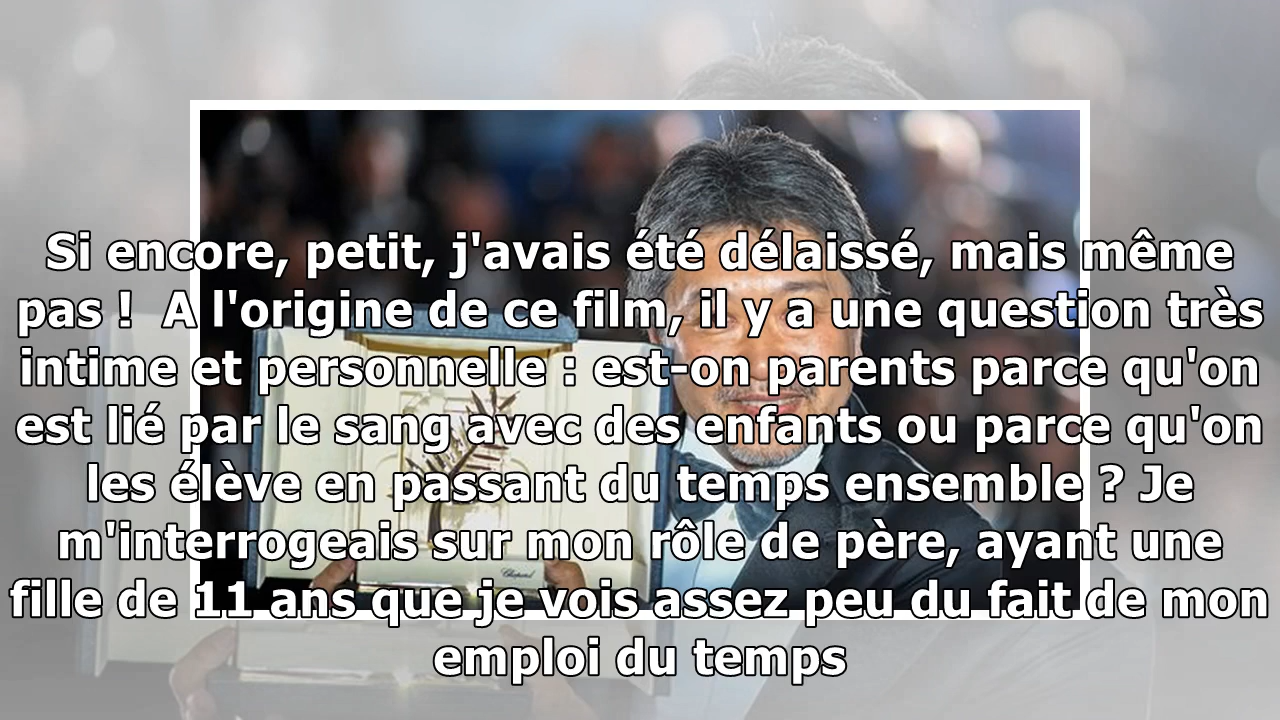 Si encore, petit, j'avais été délaissé, mais même
pas !  A l'origine de ce film, il y a une question très
intime et personnelle : est-on parents parce qu'on
est lié par le sang avec des enfants ou parce qu'on
les élève en passant du temps ensemble ? Je
m'interrogeais sur mon rôle de père, ayant une
fille de 11 ans que je vois assez peu du fait de mon
emploi du temps
Chopard